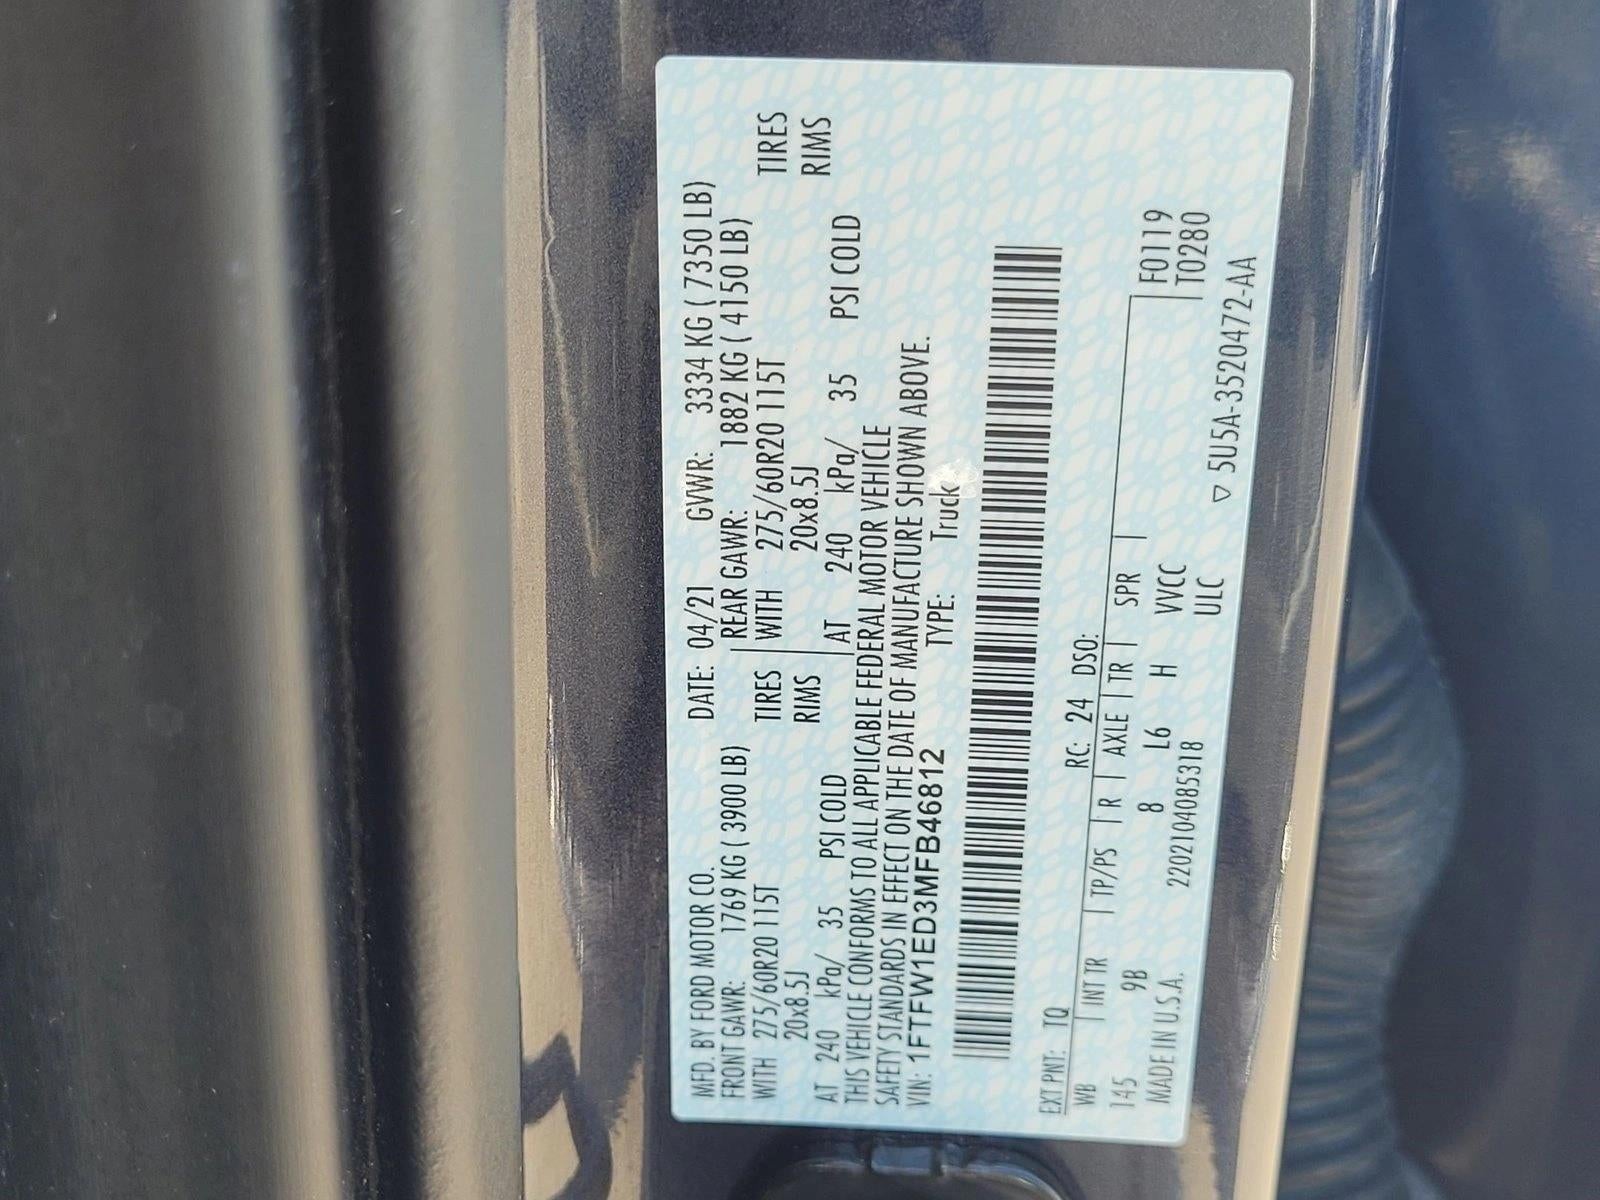 MFD. BY FORD MOTOR CO. DATE: 04/21 GVWR: 3334 KG ( 7350 LB)
FRONT GAWR: 1769 KG ( 3900 LB) REAR GAWR: 1882 KG ( 4150 LB)
WITH 275/60R20 115T TIRES WITH 275/60R20 115T TIRES
20x8.5J RIMS 20x8.5J RIMS
AT 240 kPa/ 35 PSI COLD AT 240 kPa/ 35 PSI COLD
THIS VEHICLE CONFORMS TO ALL APPLICABLE FEDERAL MOTOR VEHICLE
SAFETY STANDARDS IN EFFECT ON THE DATE OF MANUFACTURE SHOWN ABOVE.
VIN: 1FTFW1ED3MFB46812 TYPE: Truck
EXT PNT: TQ RC: 24 DSO:
WB INT TR TP/PS R AXLE TR SPR F0119
145 9B 8 L6 H VVCC T0280
MADE IN U.S.A. 2202104085318 ULC
▽ 5U5A-3520472-AA